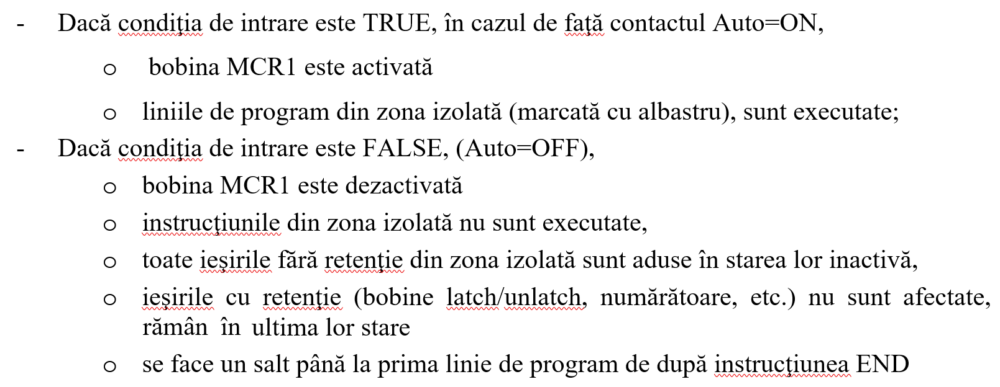 - Dacă condiţia de intrare este TRUE, în cazul de faţă contactul Auto=ON,
o bobina MCR1 este activată
o liniile de program din zona izolată (marcată cu albastru), sunt executate;
- Dacă condiţia de intrare este FALSE, (Auto=OFF),
o bobina MCR1 este dezactivată
o instrucţiunile din zona izolată nu sunt executate,
o toate ieşirile fără retenţie din zona izolată sunt aduse în starea lor inactivă,
o ieşirile cu retenţie (bobine latch/unlatch, numărătoare, etc.) nu sunt afectate,
rămân în ultima lor stare
o se face un salt până la prima linie de program de după instrucţiunea END